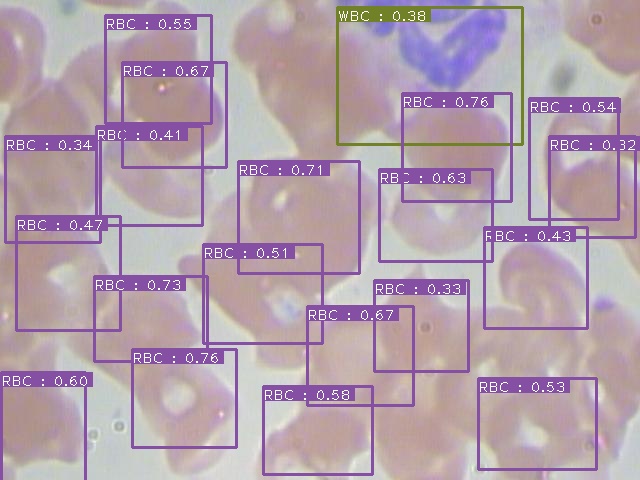 WBC : 0.38
RBC : 0.55
RBC : 0.67
RBC : 0.76
RBC : 0.54
RBC : 0.41
RBC : 0.34
RBC : 0.32
RBC : 0.71
RBC : 0.63
RBC : 0.47
RBC : 0.43
RBC : 0.51
RBC : 0.73
RBC : 0.33
RBC : 0.67
RBC : 0.76
RBC : 0.60
RBC : 0.58
RBC : 0.53